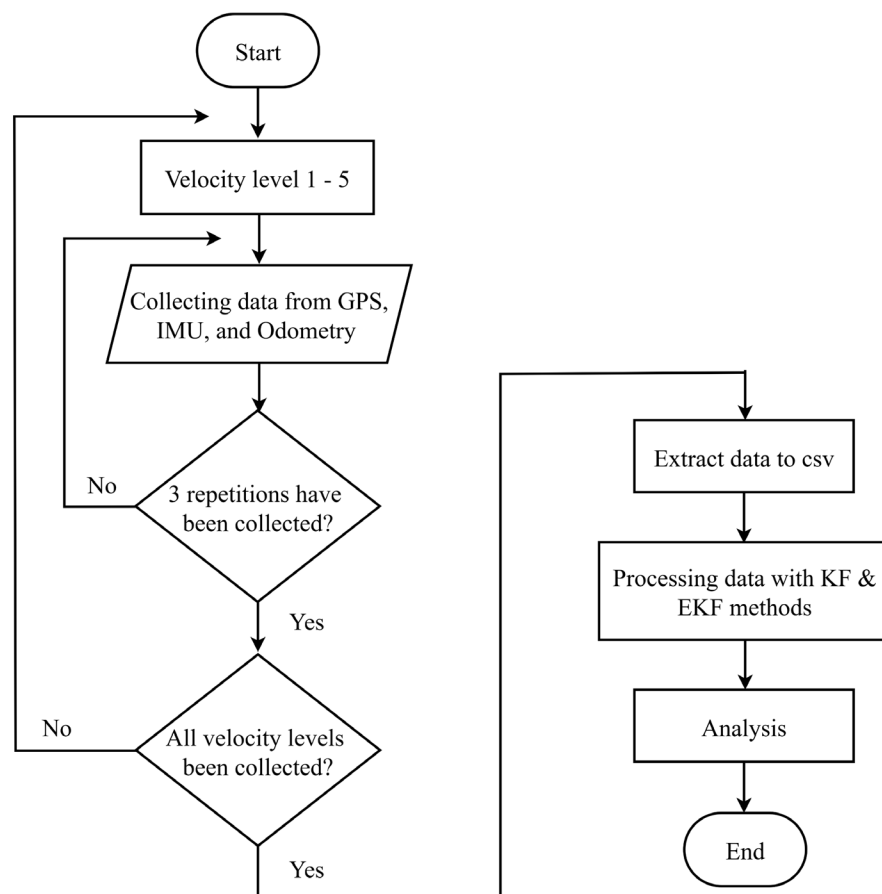 Start
Velocity level 1 - 5
Collecting data from GPS,
IMU, and Odometry
No
3 repetitions have
been collected?
Yes
No
All velocity levels
been collected?
Yes
Extract data to csv
Processing data with KF &
EKF methods
Analysis
End